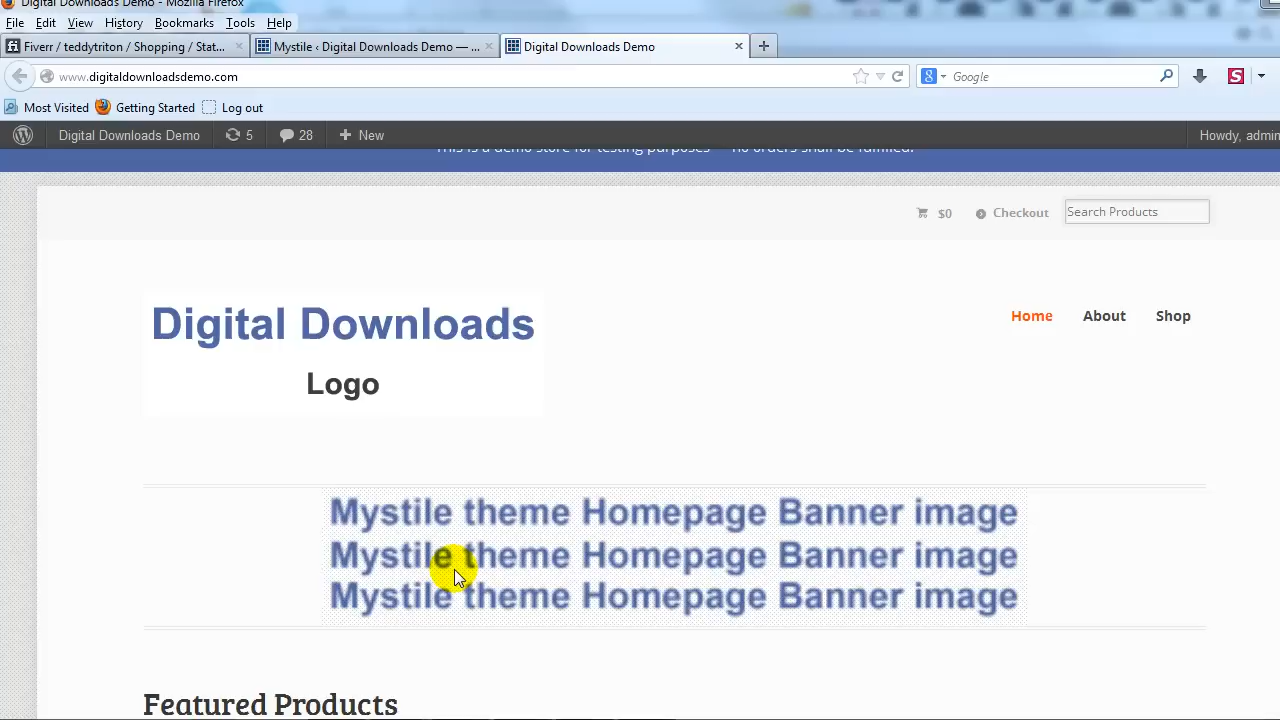 Digital Downloads Demo - Mozilla Firefox
File Edit View History Bookmarks Tools Help
Fiverr / teddytriton / Shopping / Stat... Mystile ‹ Digital Downloads Demo — ... Digital Downloads Demo
www.digitaldownloadsdemo.com Google
Most Visited Getting Started Log out
Digital Downloads Demo 5 28 New Howdy, admin
This is a demo store for testing purposes — no orders shall be fulfilled.
$0 Checkout Search Products
Digital Downloads
Logo
Home About Shop
Mystile theme Homepage Banner image
Mystile theme Homepage Banner image
Mystile theme Homepage Banner image
Featured Products